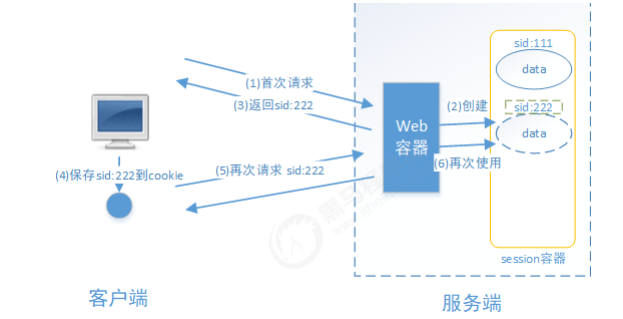 sid:111
data
(1)首次请求
(3)返回sid:222
(2)创建
sid:222
Web
容器
data
(4)保存sid:222到cookie
(5)再次请求 sid:222
(6)再次使用
session容器
客户端
服务端